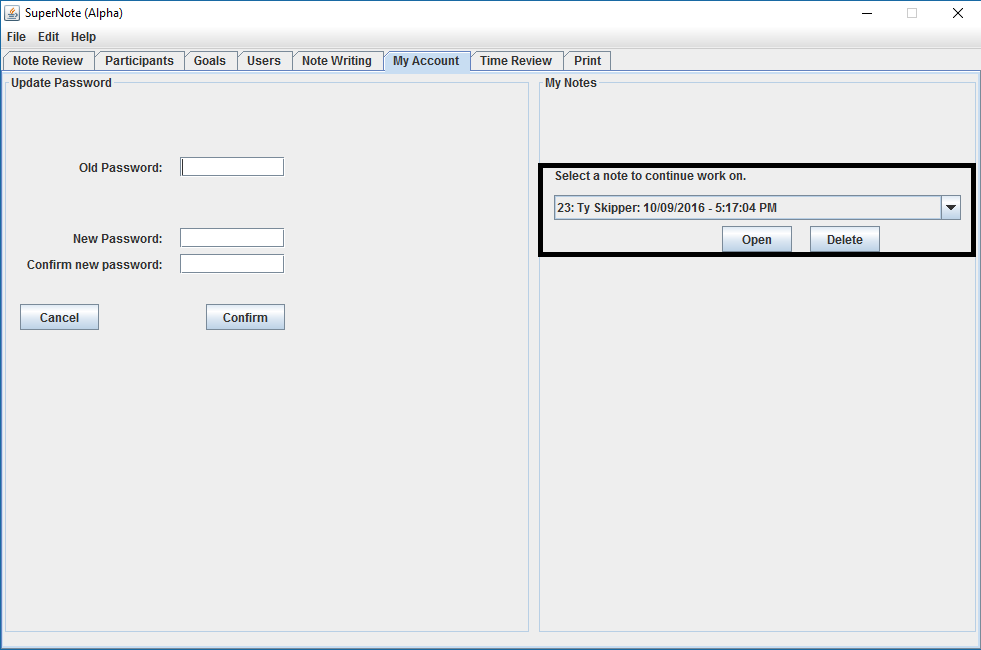 SuperNote (Alpha)
File Edit Help
Note Review Participants Goals Users Note Writing My Account Time Review Print
Update Password
Old Password:
New Password:
Confirm new password:
Cancel Confirm
My Notes
Select a note to continue work on.
23: Ty Skipper: 10/09/2016 - 5:17:04 PM
Open Delete